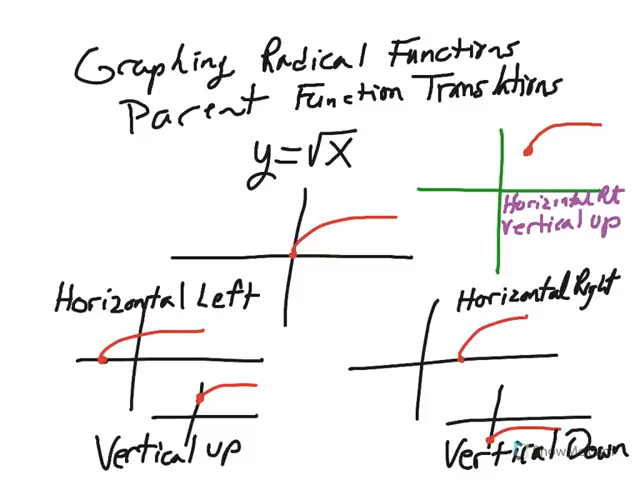 Graphing Radical Functions
Parent Function Translations
y=√x
Horizontal Rt
Vertical up
Horizontal Left
Horizontal Right
Vertical up
Vertical Down